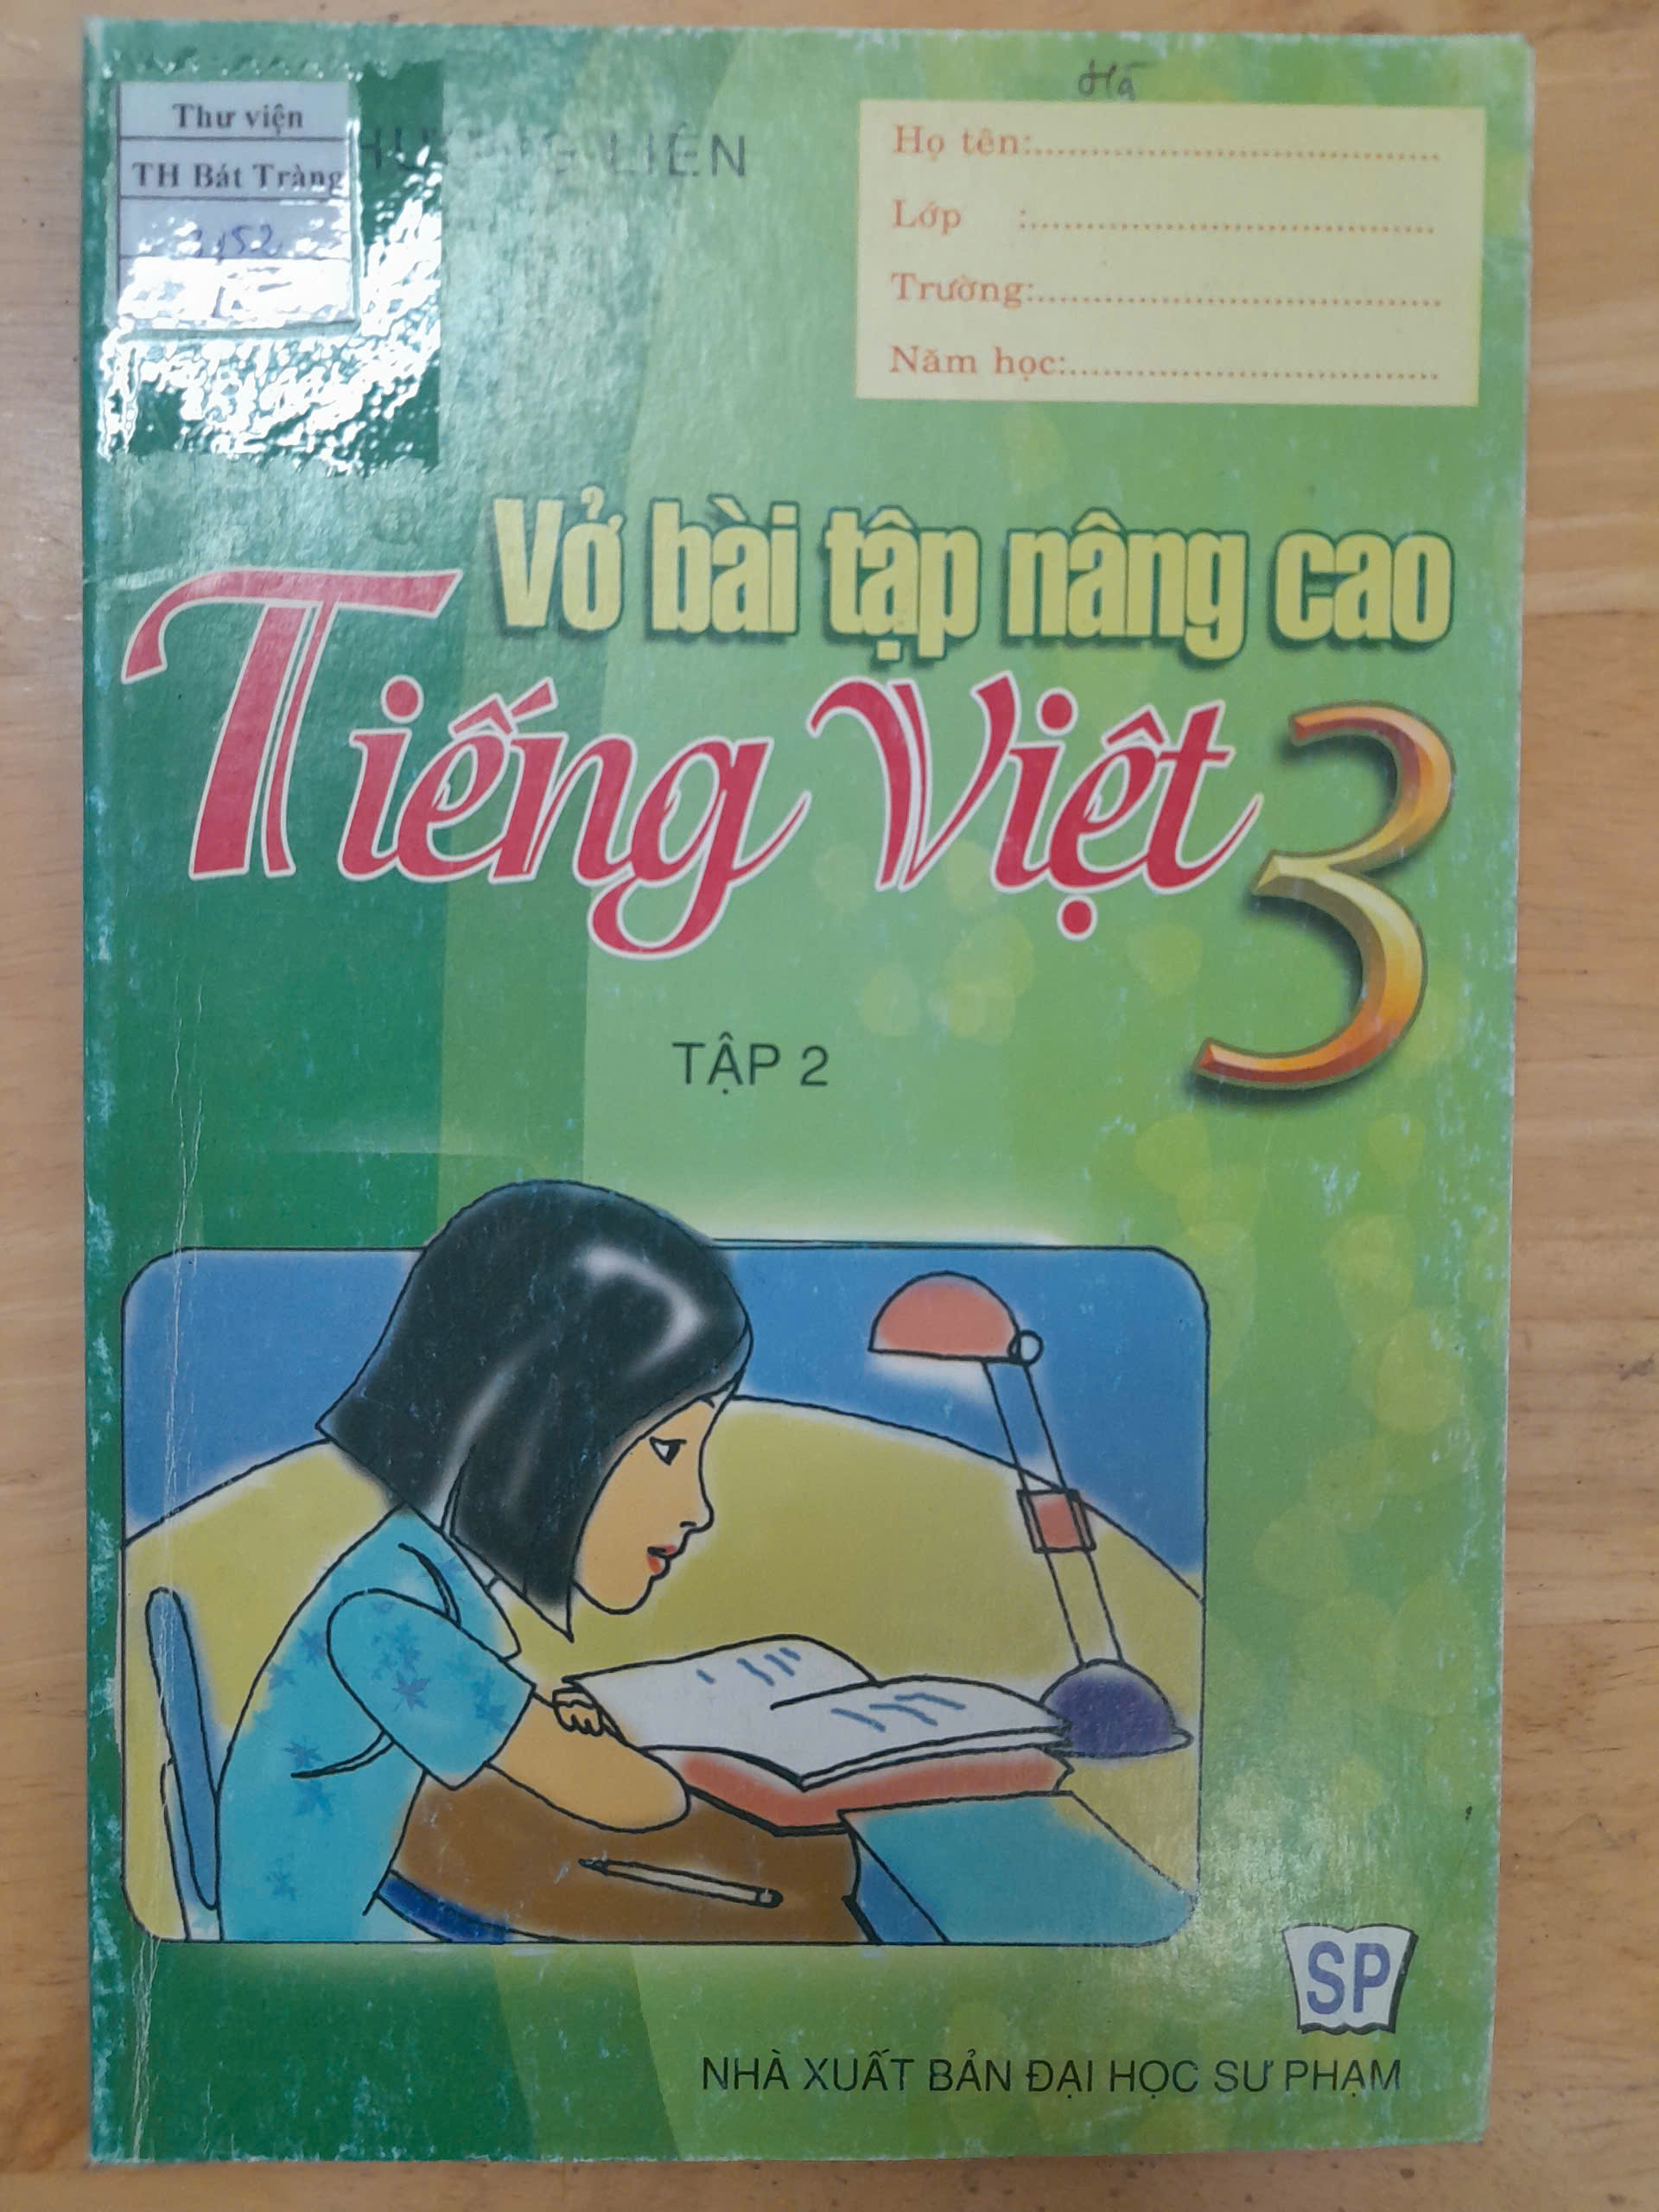 Thư viện
TH Bát Tràng
LIÊN
Hà
Họ tên:
Lớp :
Trường:
Năm học:
Vở bài tập nâng cao
Tiếng Việt 3
TẬP 2
SP
NHÀ XUẤT BẢN ĐẠI HỌC SƯ PHẠM